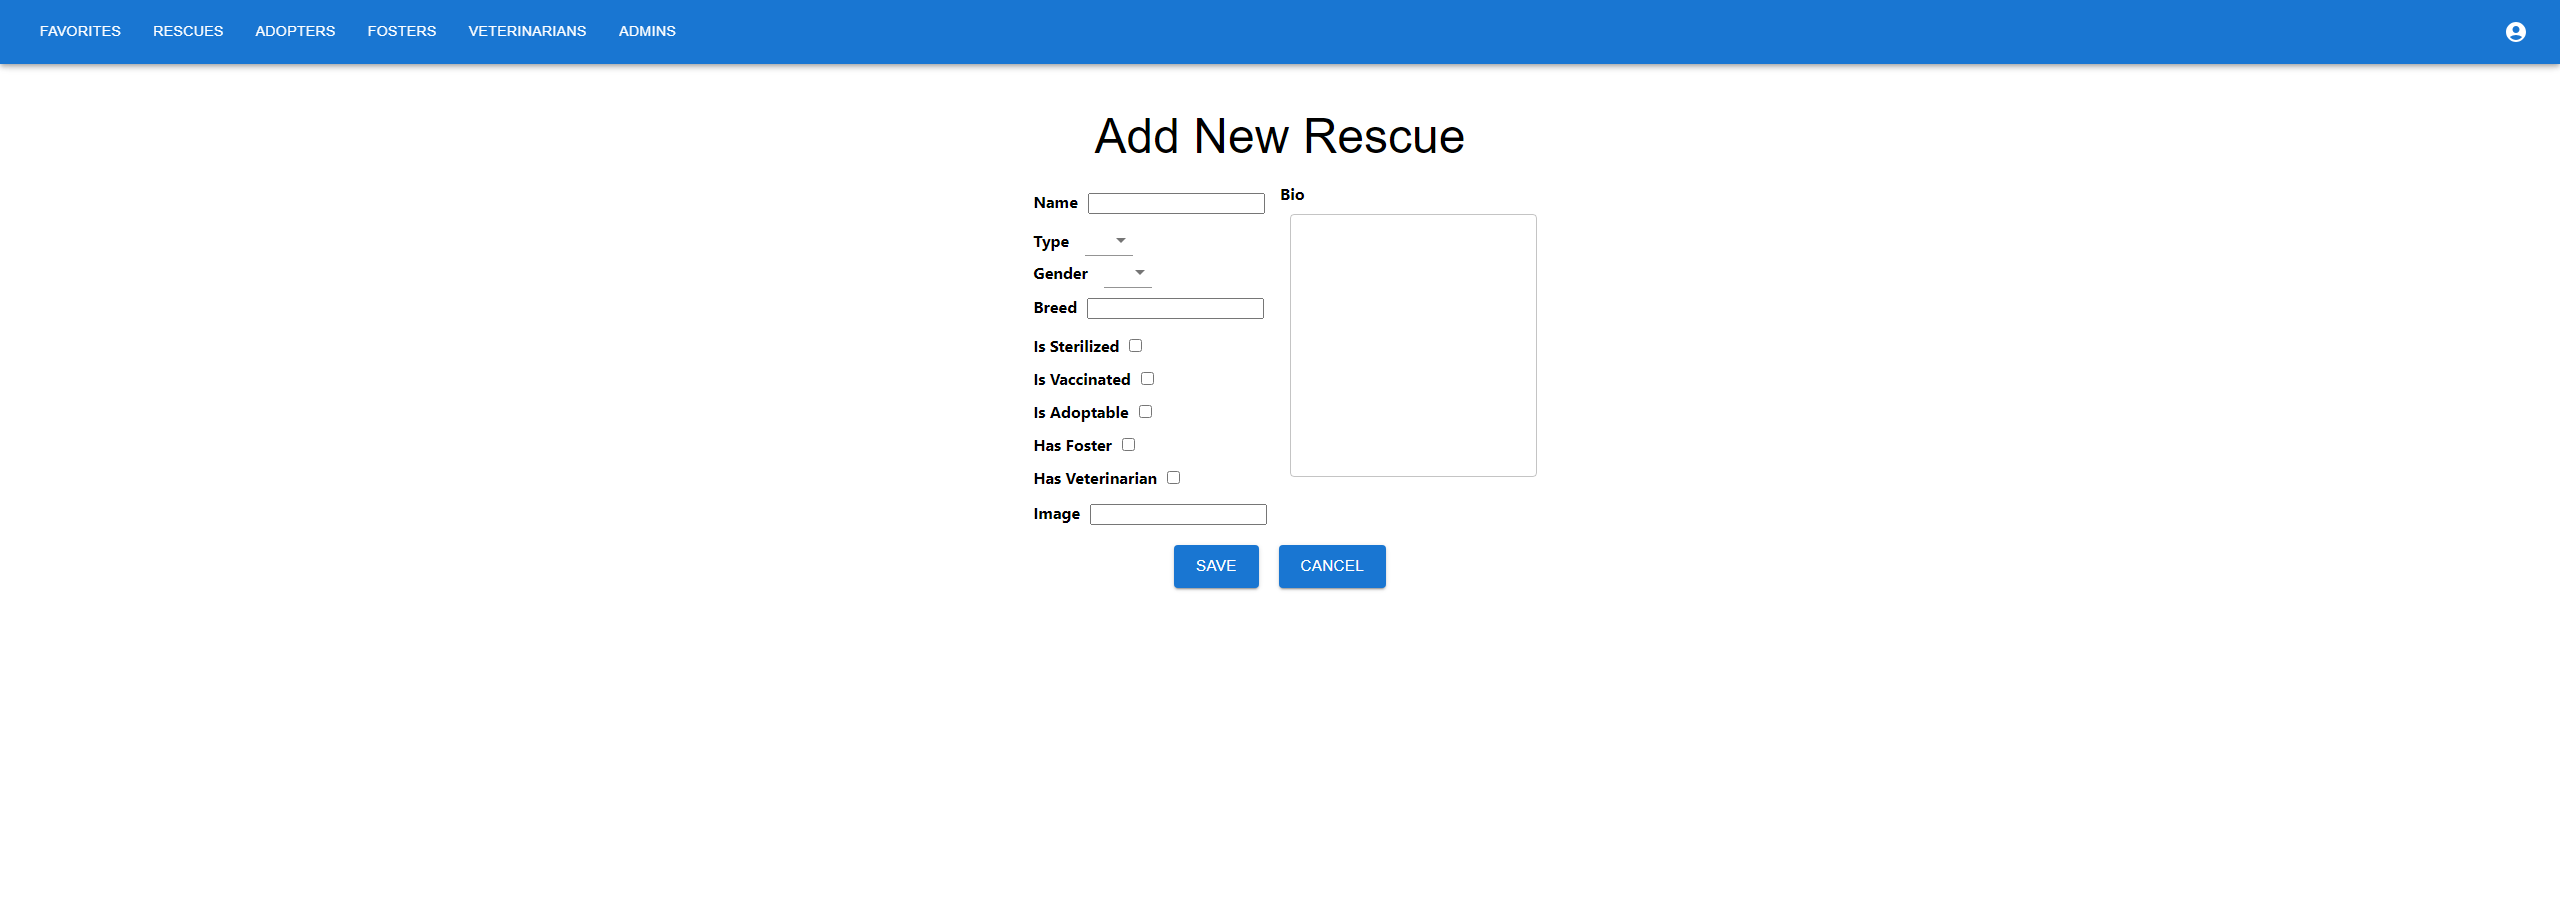 FAVORITES RESCUES ADOPTERS FOSTERS VETERINARIANS ADMINS
Add New Rescue
Name
Type
Gender
Breed
Is Sterilized
Is Vaccinated
Is Adoptable
Has Foster
Has Veterinarian
Image
Bio
SAVE CANCEL